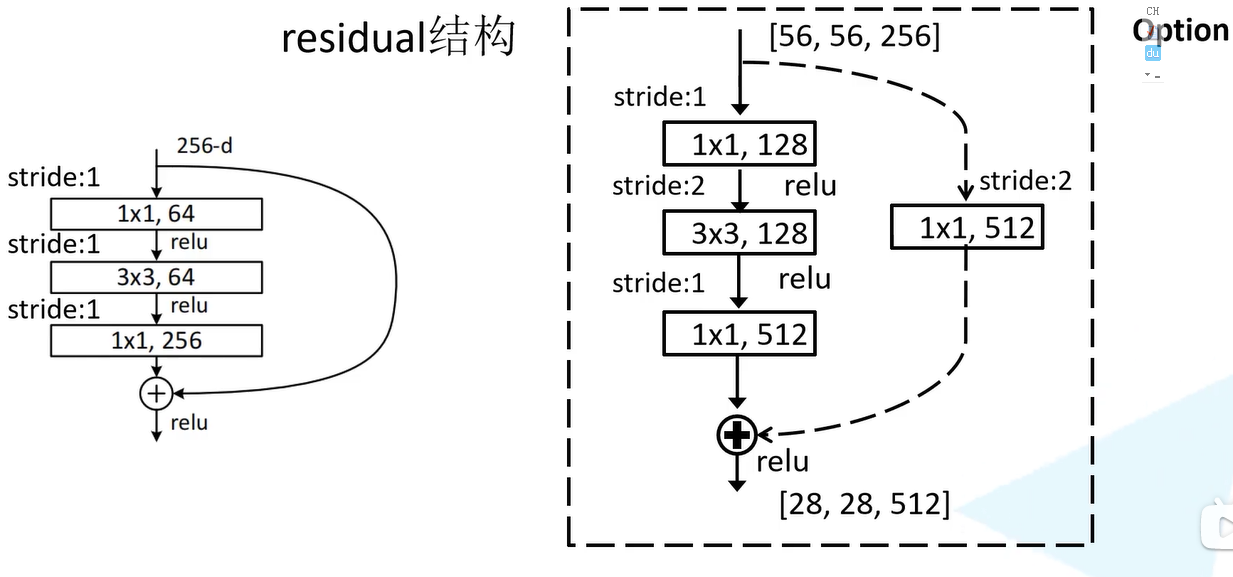 residual结构
256-d
stride:1
1x1, 64
stride:1
relu
3x3, 64
stride:1
relu
1x1, 256
relu
[56, 56, 256]
stride:1
1x1, 128
stride:2
relu
stride:2
3x3, 128
1x1, 512
stride:1
relu
1x1, 512
relu
[28, 28, 512]
Option
CH
du